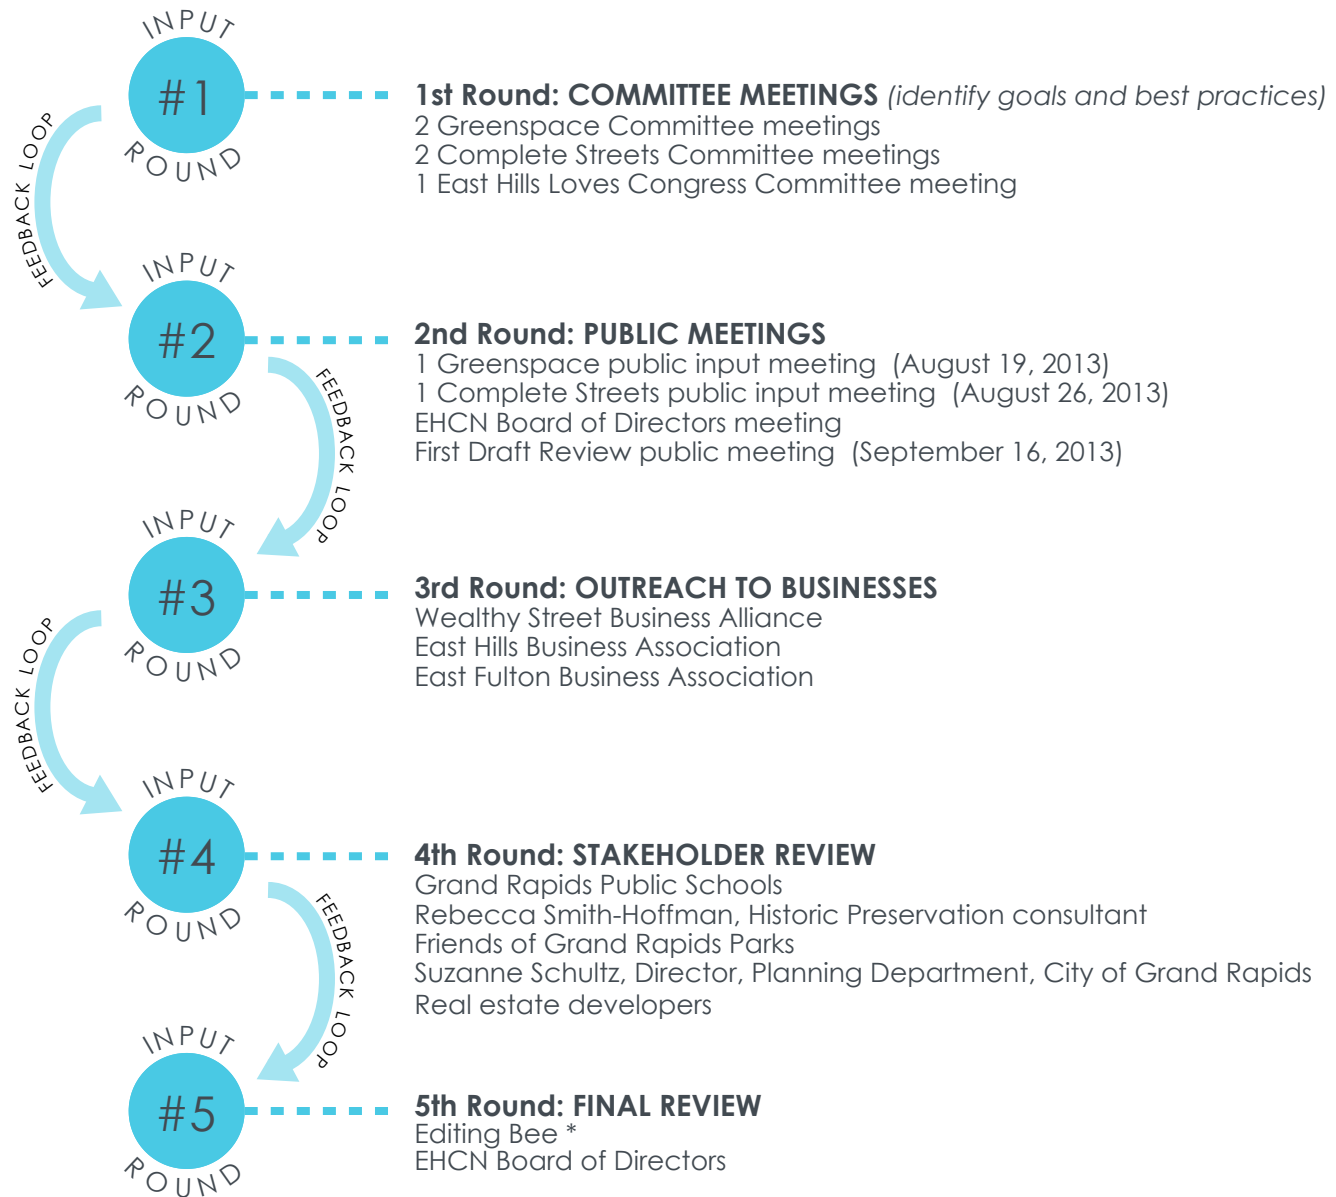 INPUT
#1
ROUND
1st Round: COMMITTEE MEETINGS (identify goals and best practices)
2 Greenspace Committee meetings
2 Complete Streets Committee meetings
1 East Hills Loves Congress Committee meeting
FEEDBACK LOOP
INPUT
#2
ROUND
2nd Round: PUBLIC MEETINGS
1 Greenspace public input meeting (August 19, 2013)
1 Complete Streets public input meeting (August 26, 2013)
EHCN Board of Directors meeting
First Draft Review public meeting (September 16, 2013)
FEEDBACK LOOP
INPUT
#3
ROUND
3rd Round: OUTREACH TO BUSINESSES
Wealthy Street Business Alliance
East Hills Business Association
East Fulton Business Association
FEEDBACK LOOP
INPUT
#4
ROUND
4th Round: STAKEHOLDER REVIEW
Grand Rapids Public Schools
Rebecca Smith-Hoffman, Historic Preservation consultant
Friends of Grand Rapids Parks
Suzanne Schultz, Director, Planning Department, City of Grand Rapids
Real estate developers
FEEDBACK LOOP
INPUT
#5
ROUND
5th Round: FINAL REVIEW
Editing Bee *
EHCN Board of Directors